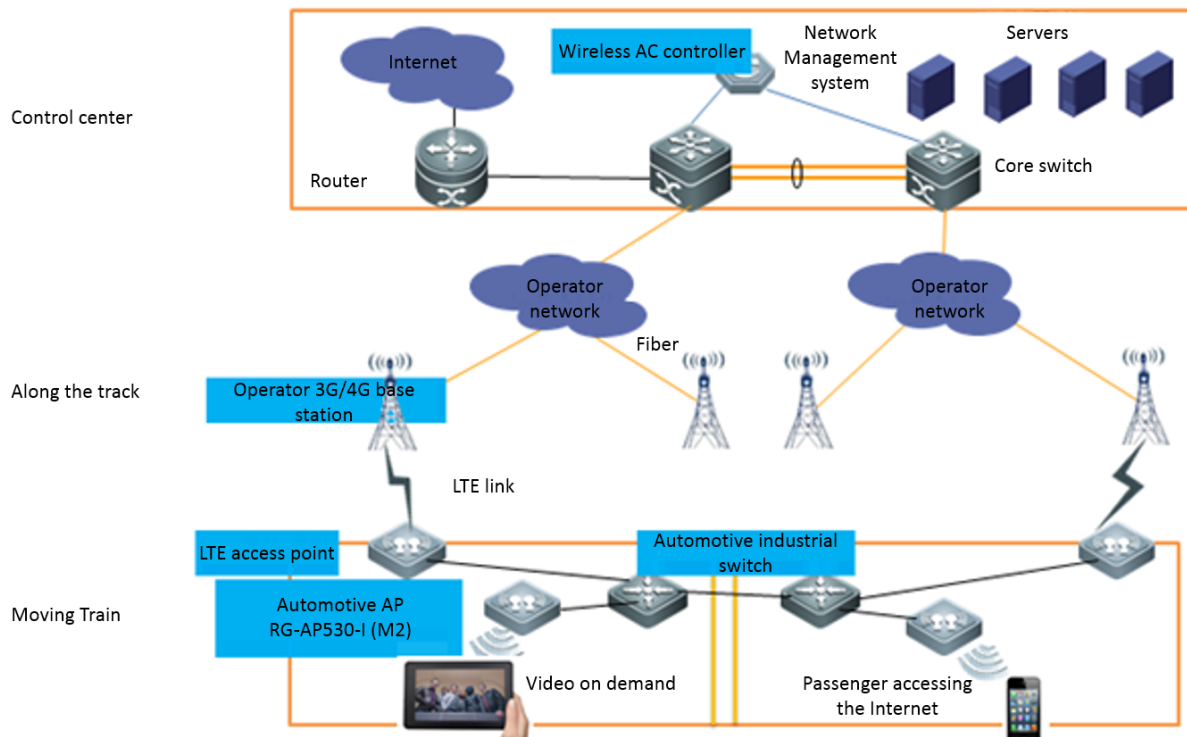 Control center
Internet
Wireless AC controller
Network
Management
system
Servers
Router
Core switch
Operator
network
Operator
network
Fiber
Along the track
Operator 3G/4G base
station
LTE link
LTE access point
Automotive industrial
switch
Moving Train
Automotive AP
RG-AP530-I (M2)
Video on demand
Passenger accessing
the Internet